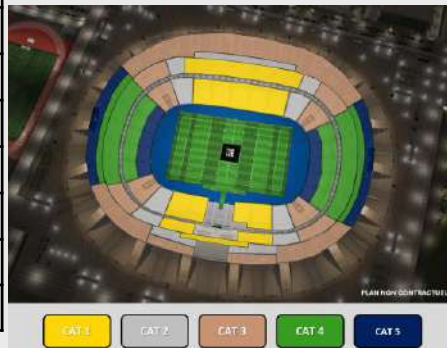 PLAN NON CONTRACTUEL
CAT 1
CAT 2
CAT 3
CAT 4
CAT 5